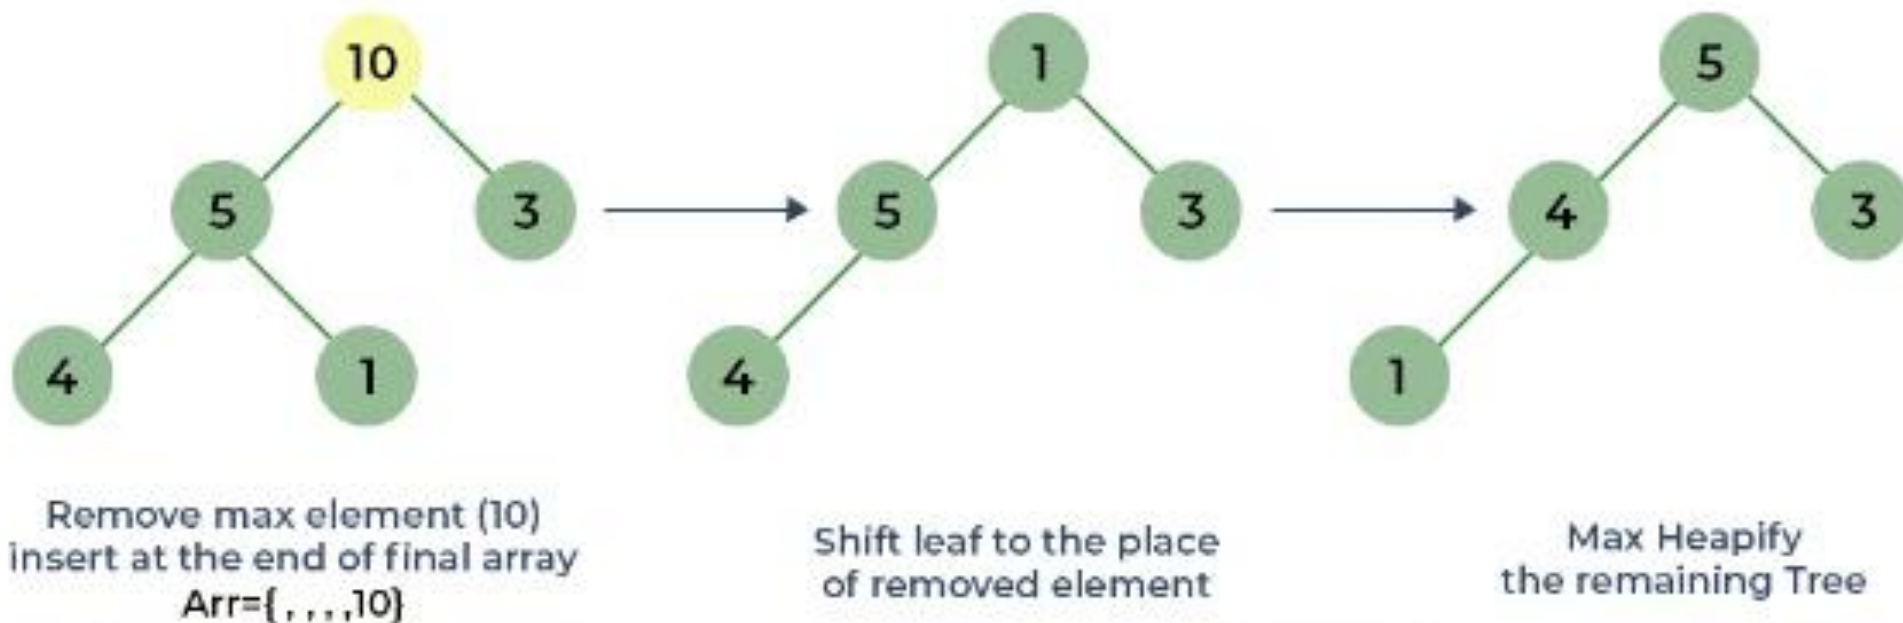 10
5
3
4
1
1
5
3
4
5
4
3
1
Remove max element (10)
insert at the end of final array
Arr={ , , , ,10}
Shift leaf to the place
of removed element
Max Heapify
the remaining Tree